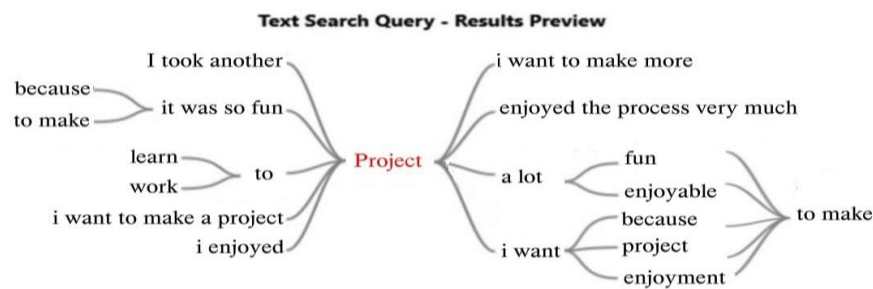 Text Search Query - Results Preview
I took another
because
to make
it was so fun
learn
work
to
i want to make a project
i enjoyed
Project
i want to make more
enjoyed the process very much
a lot
fun
enjoyable
i want
because
project
enjoyment
to make